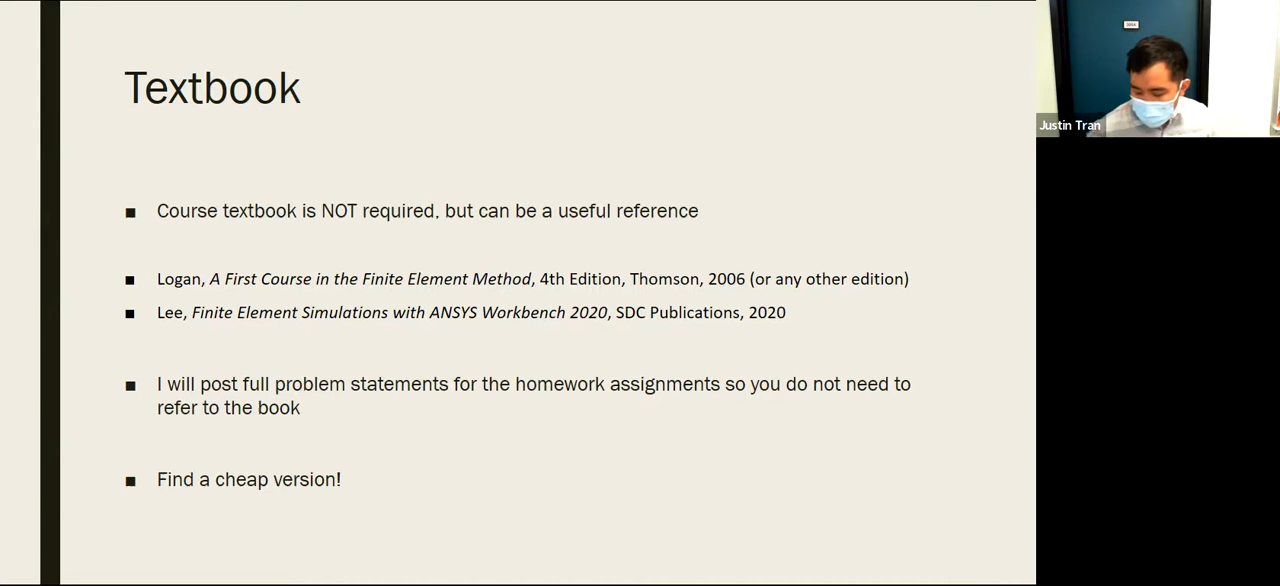 Textbook
■ Course textbook is NOT required, but can be a useful reference
■ Logan, A First Course in the Finite Element Method, 4th Edition, Thomson, 2006 (or any other edition)
■ Lee, Finite Element Simulations with ANSYS Workbench 2020, SDC Publications, 2020
■ I will post full problem statements for the homework assignments so you do not need to
refer to the book
■ Find a cheap version!
Justin Tran